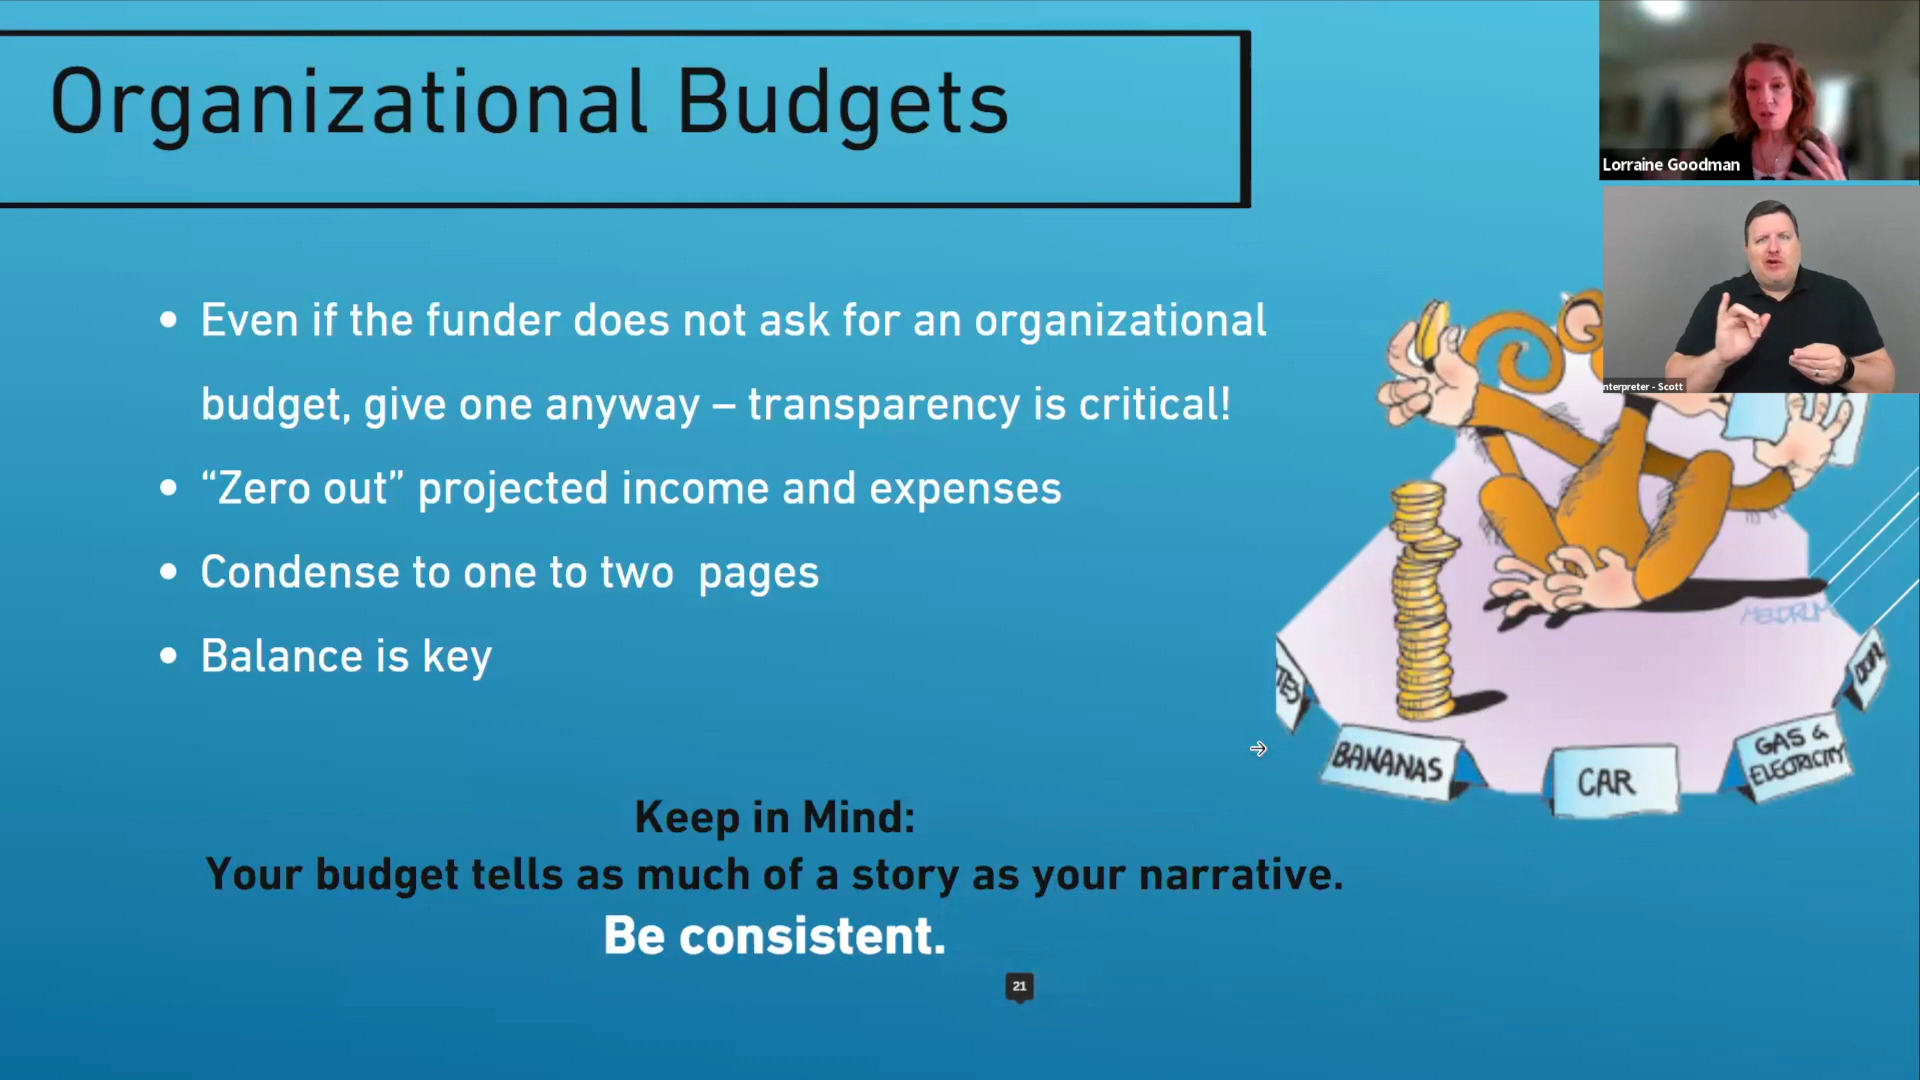 Organizational Budgets
Lorraine Goodman
nterpreter - Scott
• Even if the funder does not ask for an organizational
budget, give one anyway – transparency is critical!
• “Zero out” projected income and expenses
• Condense to one to two  pages
• Balance is key
MELDRUM
BANANAS
CAR
GAS &
ELECTRICITY
Keep in Mind:
Your budget tells as much of a story as your narrative.
Be consistent.
21